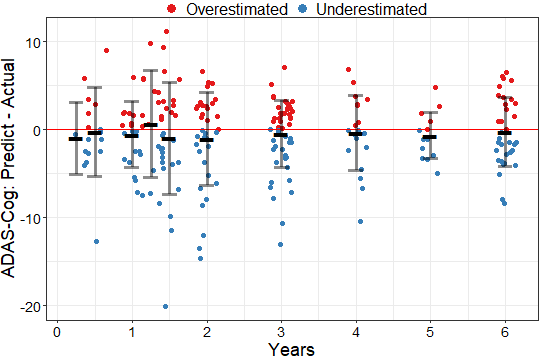 Overestimated Underestimated
ADAS-Cog: Predict - Actual
10
0
-10
-20
0 1 2 3 4 5 6
Years